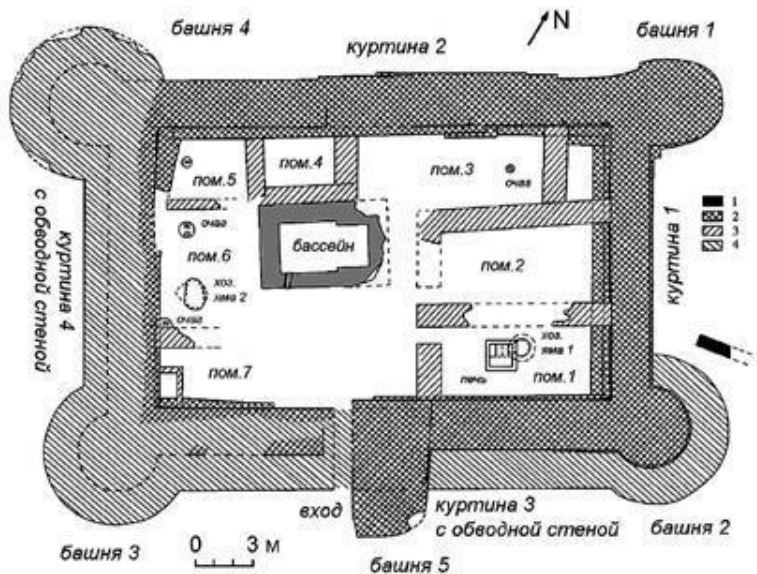 башня 4
N
куртина 2
башня 1
пом.5
пом.4
пом.3
очаг
очаг
пом.6
бассейн
пом.2
хоз.
яма 2
очаг
куртина 4
с обводной стеной
куртина 1
1
2
3
4
пом.7
хоз.
яма 1
печь
пом.1
вход
куртина 3
с обводной стеной
башня 3
0 3 м
башня 5
башня 2